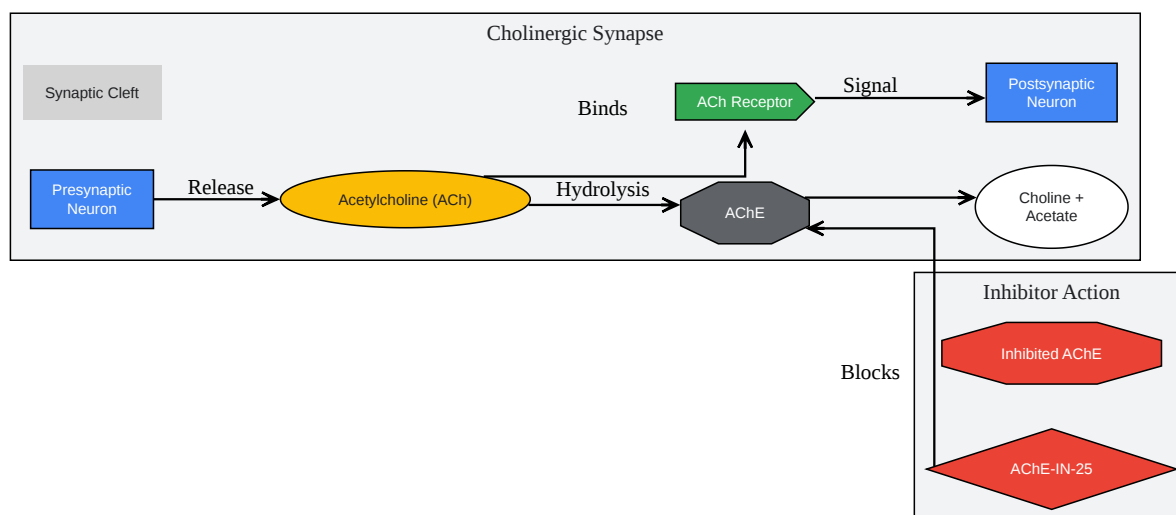 Cholinergic Synapse
Synaptic Cleft
Binds
ACh Receptor
Signal
Postsynaptic
Neuron
Presynaptic
Neuron
Release
Acetylcholine (ACh)
Hydrolysis
AChE
Choline +
Acetate
Inhibitor Action
Inhibited AChE
Blocks
AChE-IN-25